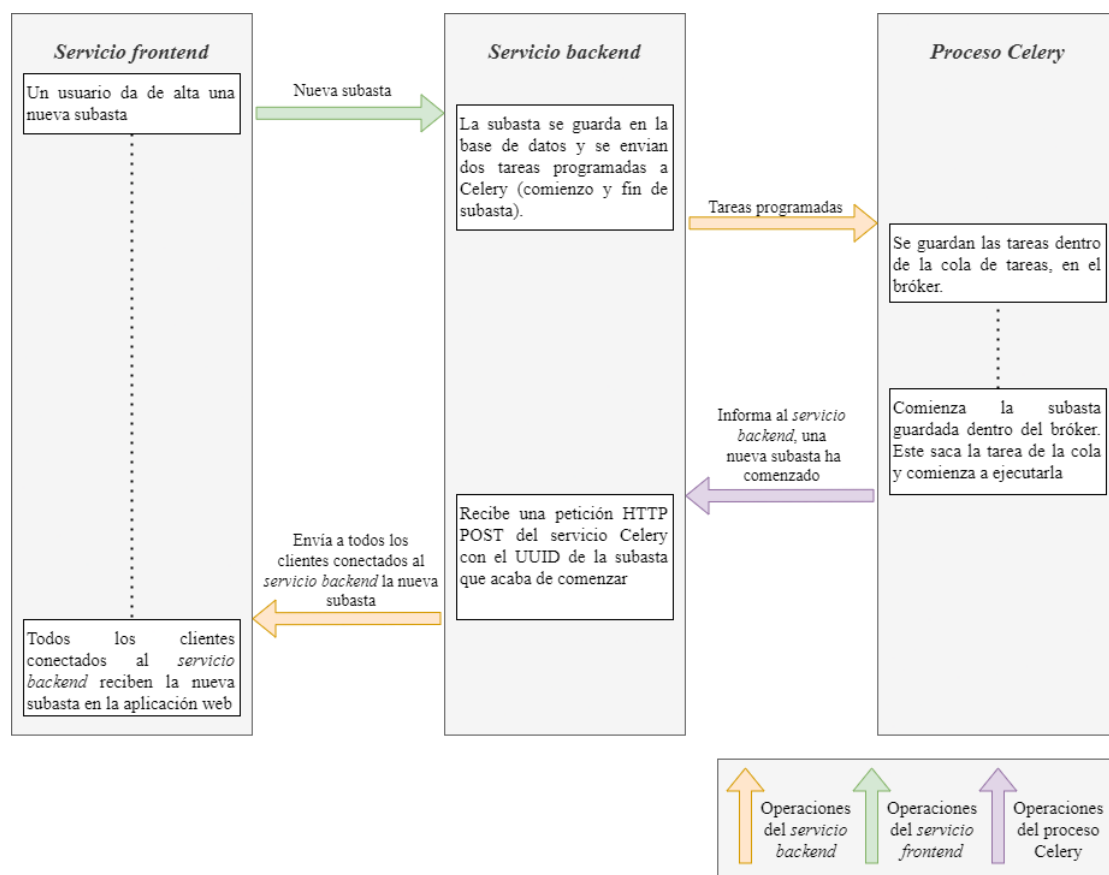 Servicio frontend
Un usuario da de alta una
nueva subasta
Nueva subasta
Servicio backend
La subasta se guarda en la
base de datos y se envían
dos tareas programadas a
Celery (comienzo y fin de
subasta).
Tareas programadas
Proceso Celery
Se guardan las tareas dentro
de la cola de tareas, en el
bróker.
Comienza la subasta
guardada dentro del bróker.
Este saca la tarea de la cola
y comienza a ejecutarla
Informa al servicio
backend, una
nueva subasta ha
comenzado
Recibe una petición HTTP
POST del servicio Celery
con el UUID de la subasta
que acaba de comenzar
Envía a todos los
clientes conectados al
servicio backend la nueva
subasta
Todos los clientes
conectados al servicio
backend reciben la nueva
subasta en la aplicación web
Operaciones
del servicio
backend
Operaciones
del servicio
frontend
Operaciones
del proceso
Celery